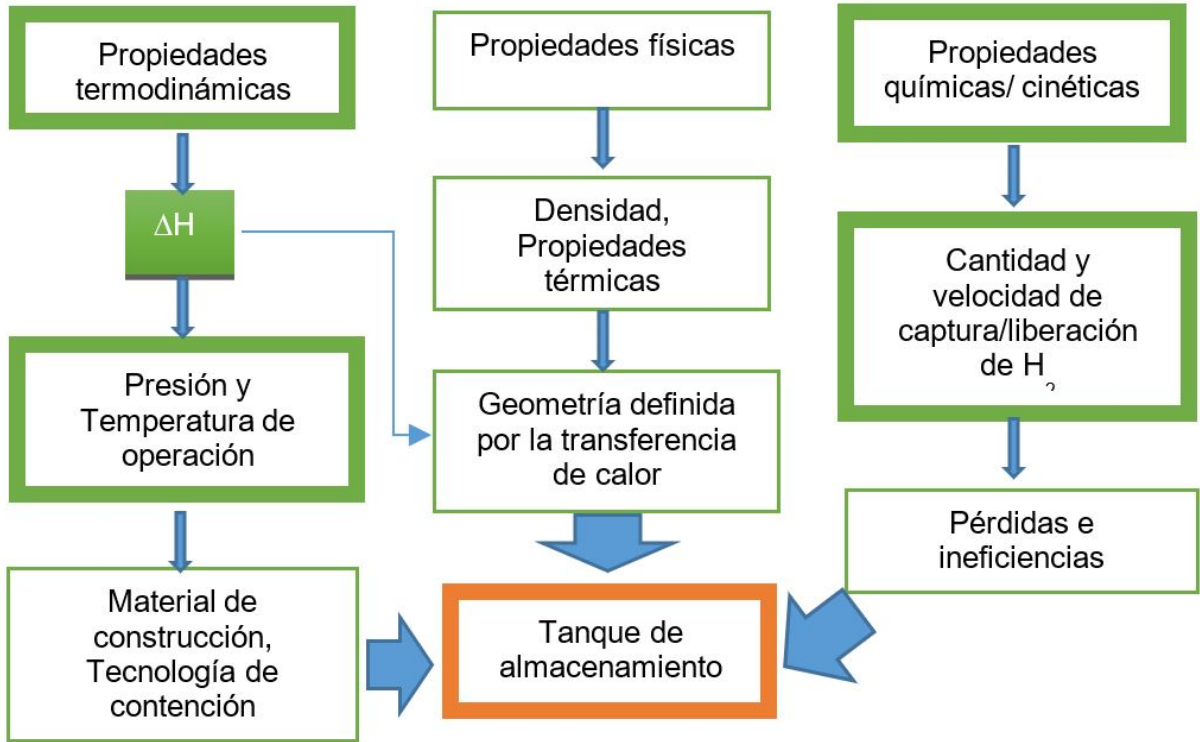 Propiedades
termodinámicas
∆H
Presión y
Temperatura de
operación
Material de
construcción,
Tecnología de
contención
Propiedades físicas
Densidad,
Propiedades
térmicas
Geometría definida
por la transferencia
de calor
Tanque de
almacenamiento
Propiedades
químicas/ cinéticas
Cantidad y
velocidad de
captura/liberación
de H₂
Pérdidas e
ineficiencias